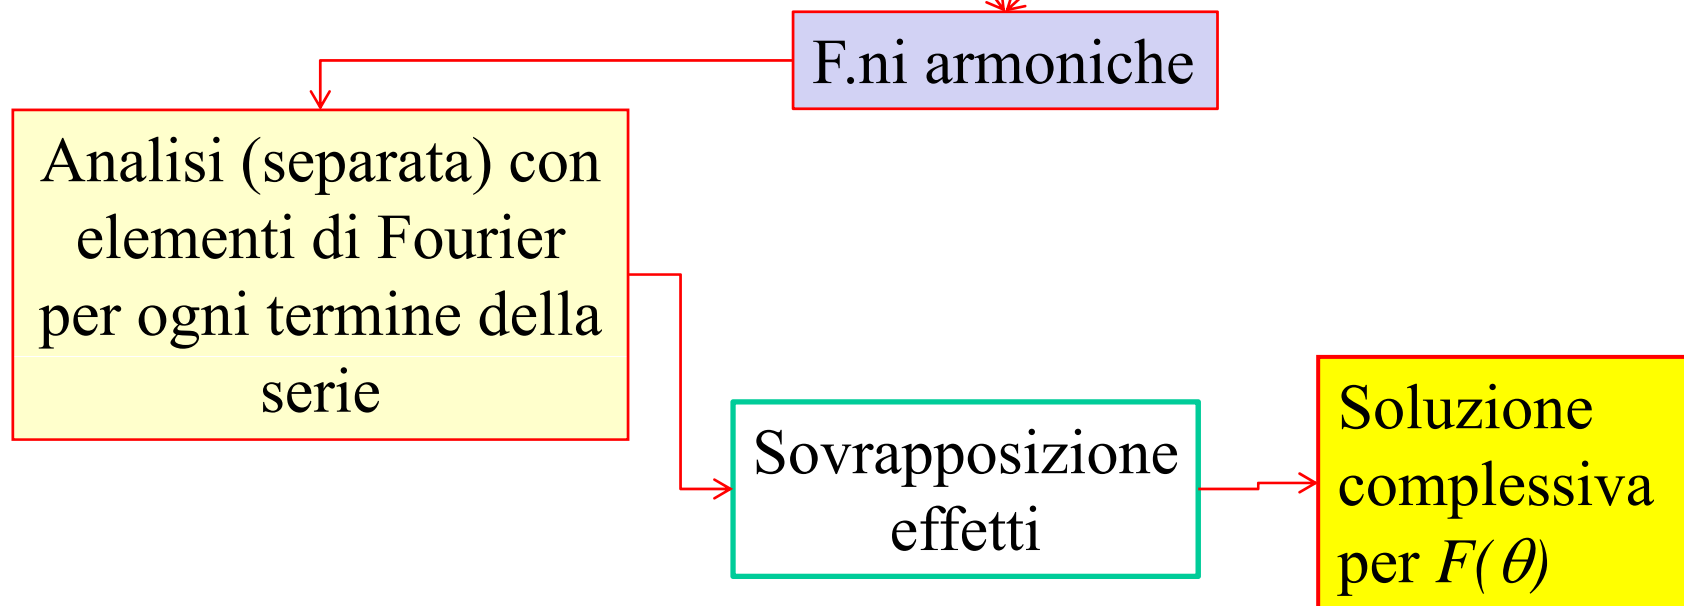 F.ni armoniche
Analisi (separata) con
elementi di Fourier
per ogni termine della
serie
Sovrapposizione
effetti
Soluzione
complessiva
per F(θ)